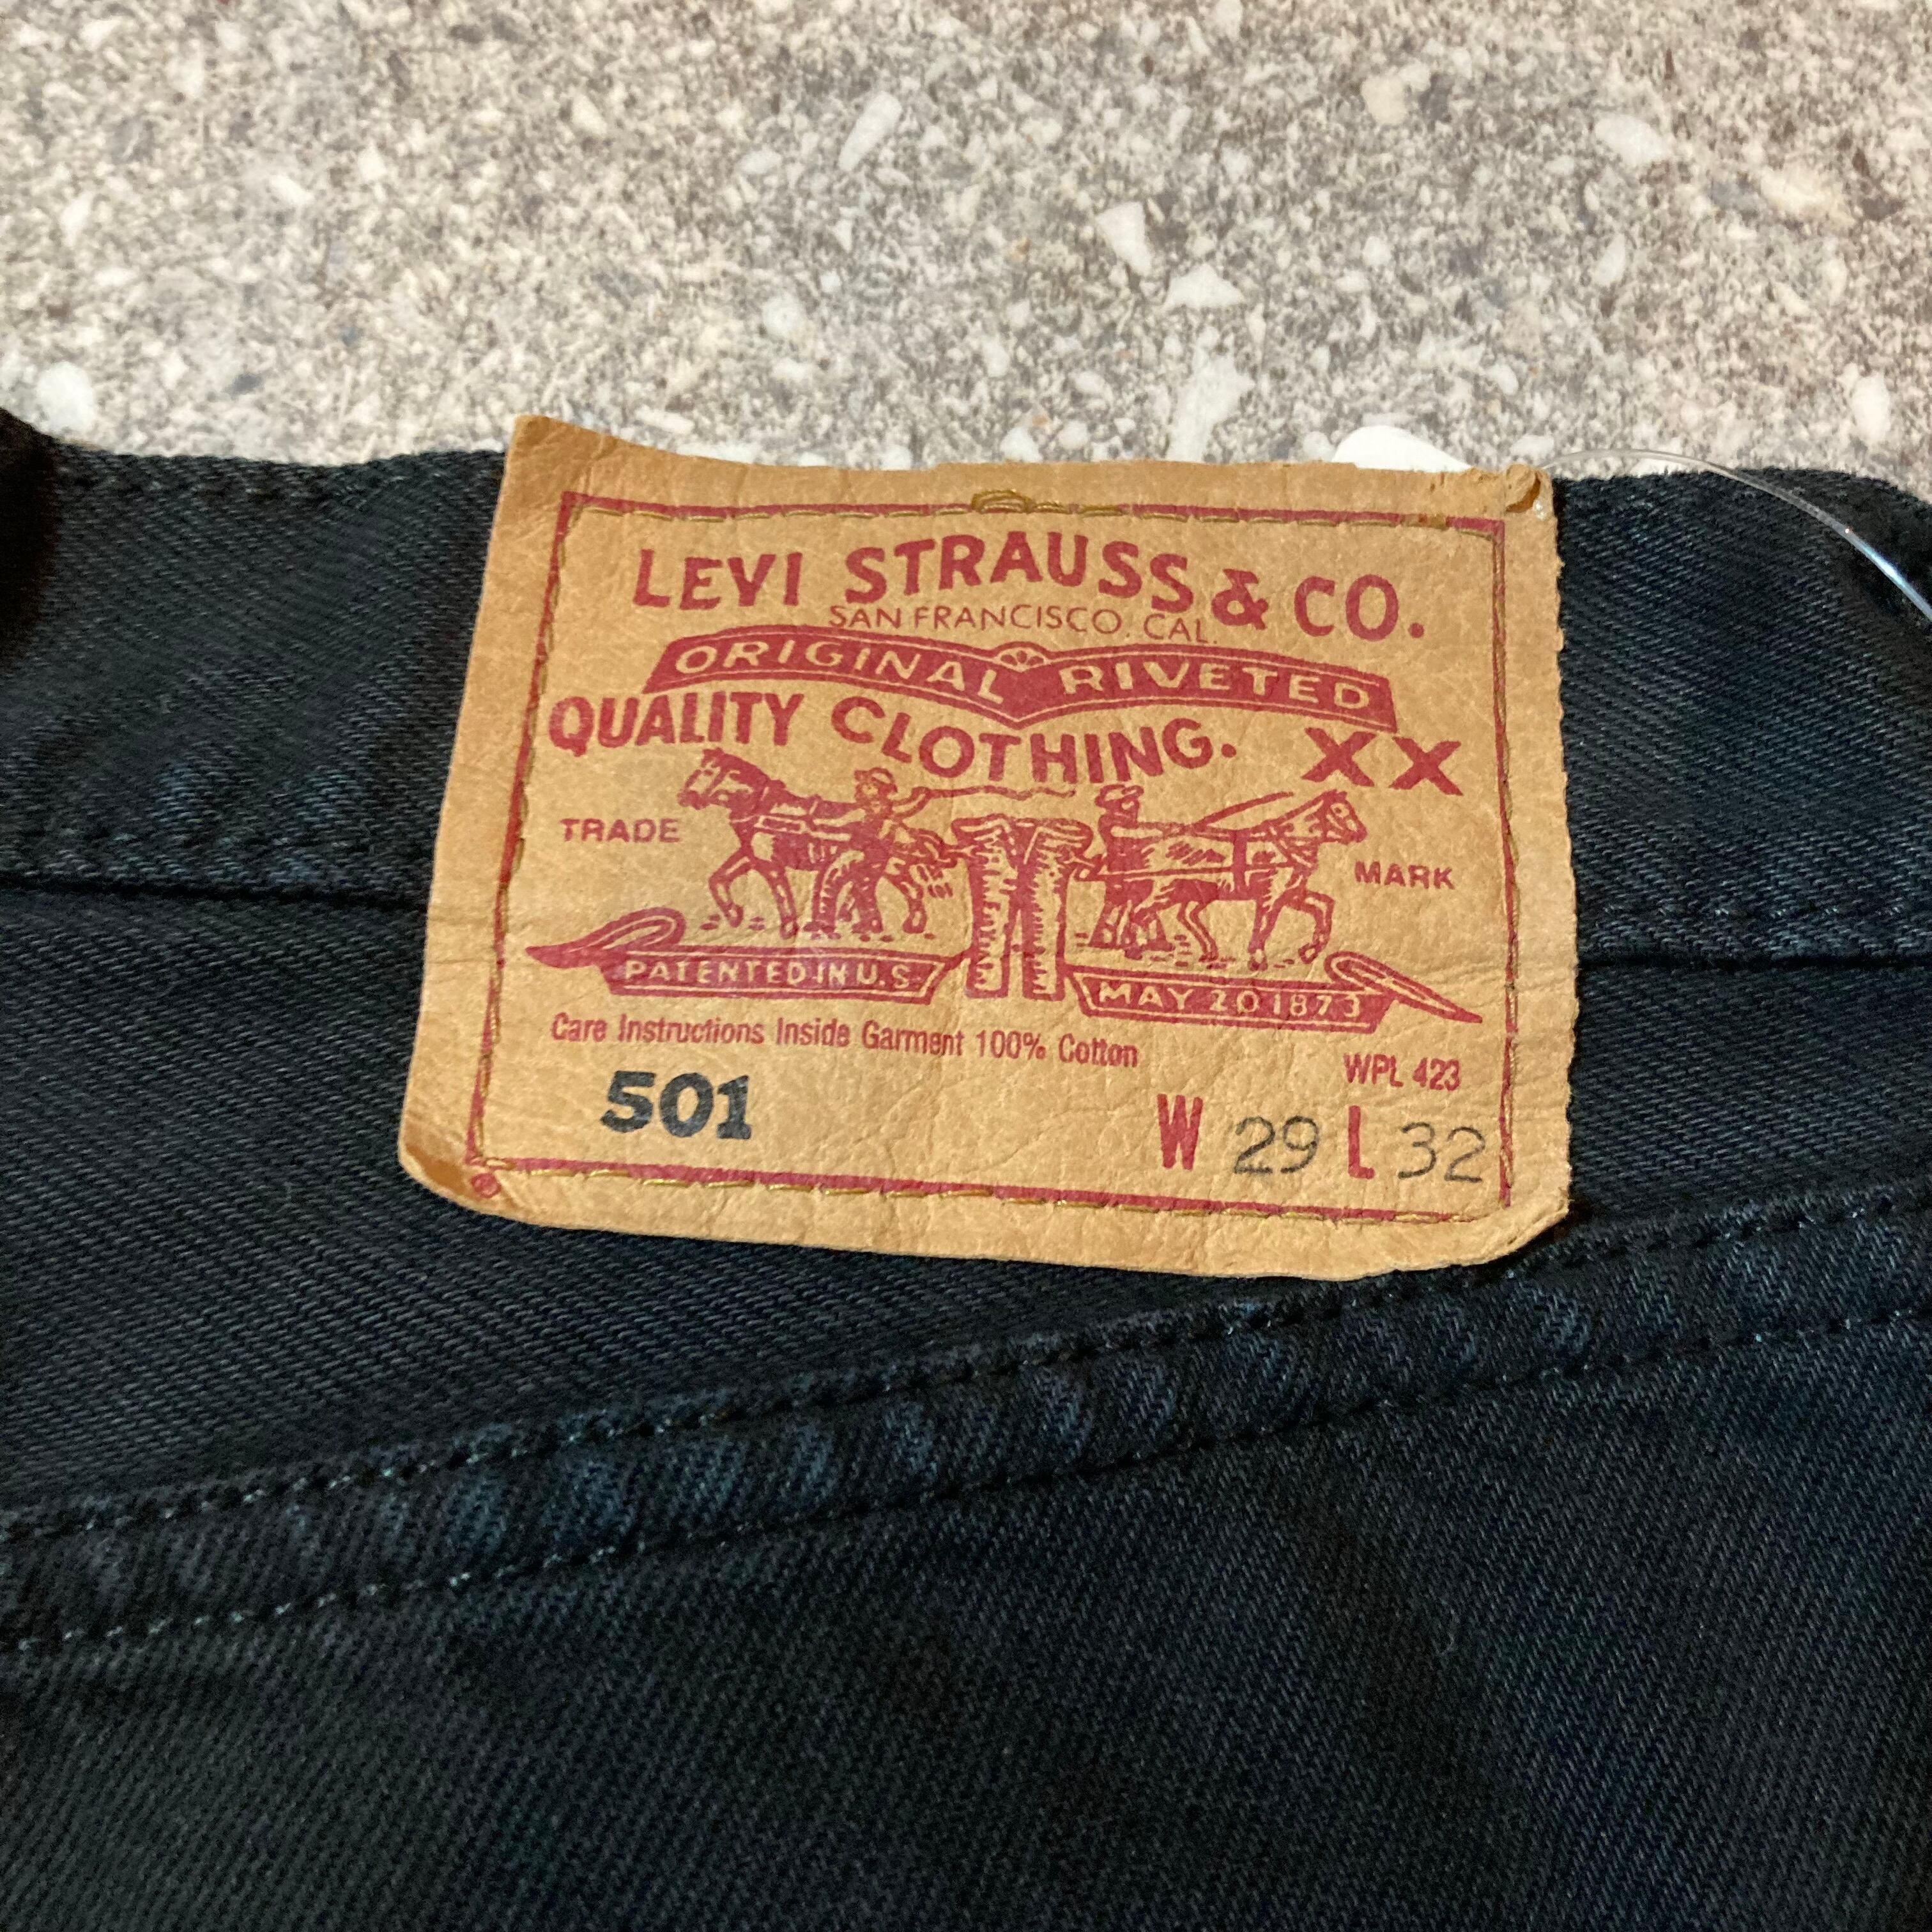 LEVI STRAUSS & CO.
SAN FRANCISCO, CAL.
ORIGINAL RIVETED
QUALITY CLOTHING. XX
TRADE MARK
PATENTED IN U.S. MAY 20 1873
Care Instructions Inside Garment 100% Cotton
WPL 423
501 W 29 L 32